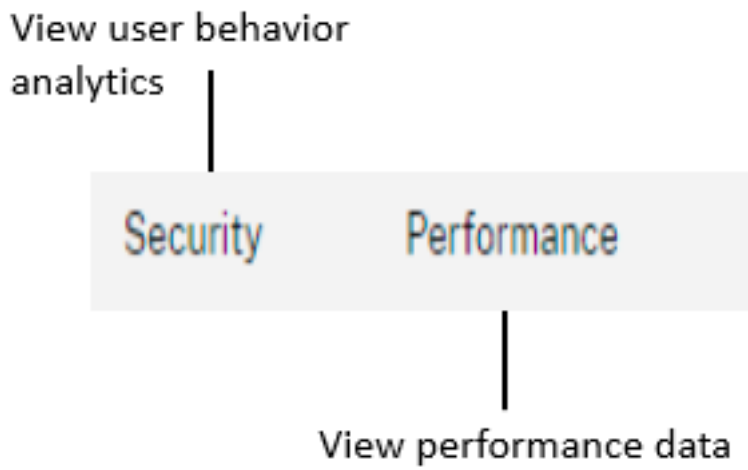 View user behavior
analytics
Security Performance
View performance data